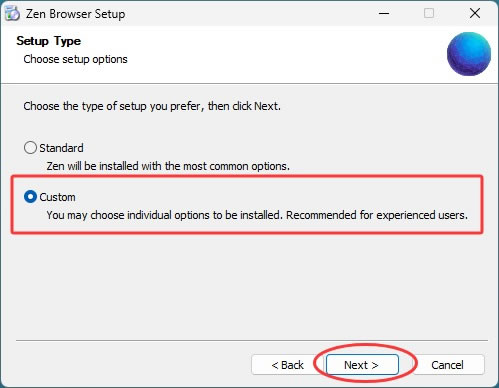 Zen Browser Setup
Setup Type
Choose setup options
Choose the type of setup you prefer, then click Next.
Standard
Zen will be installed with the most common options.
Custom
You may choose individual options to be installed. Recommended for experienced users.
< Back
Next >
Cancel